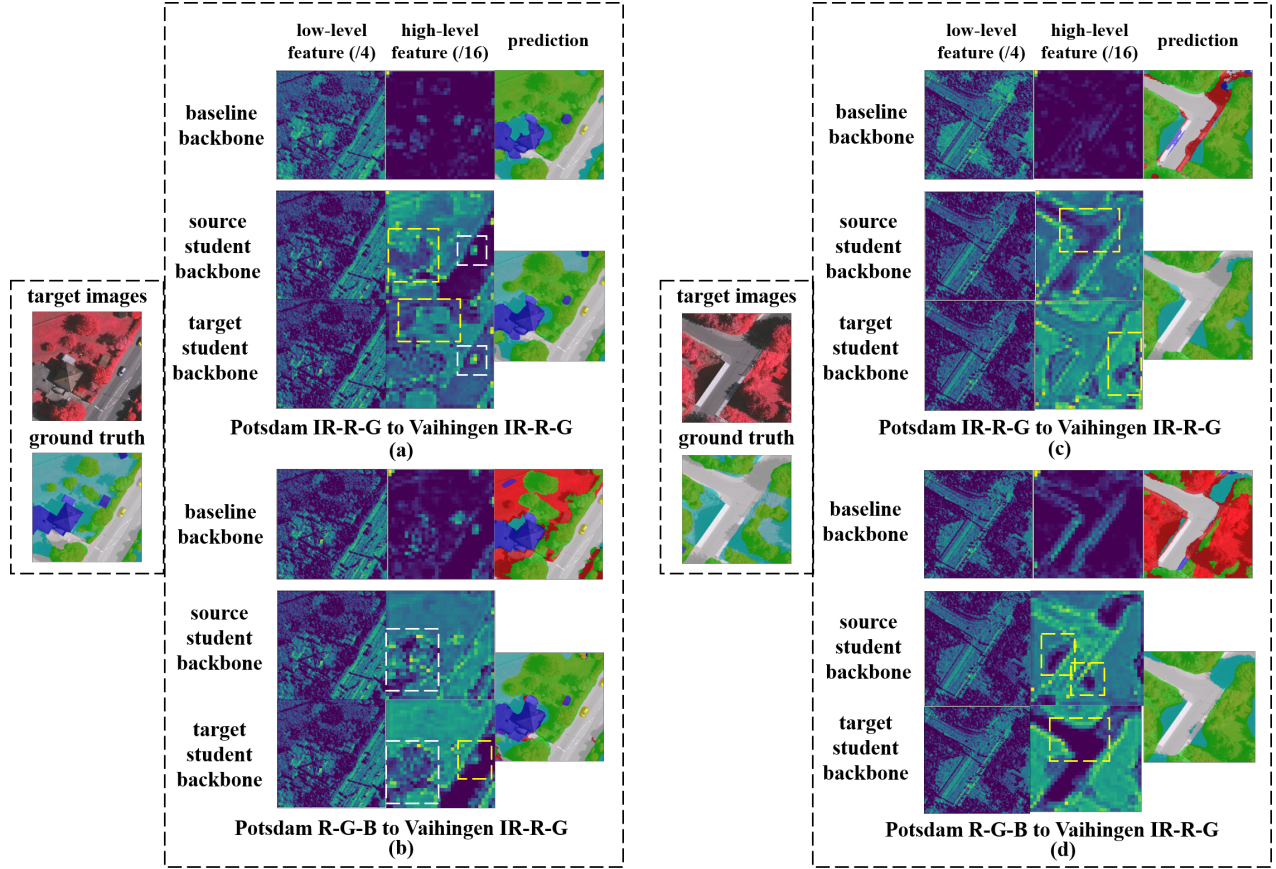 low-level
feature (/4)
high-level
feature (/16)
prediction
baseline
backbone
source
student
backbone
target
student
backbone
target images
ground truth
Potsdam IR-R-G to Vaihingen IR-R-G
(a)
baseline
backbone
source
student
backbone
target
student
backbone
Potsdam R-G-B to Vaihingen IR-R-G
(b)
low-level
feature (/4)
high-level
feature (/16)
prediction
baseline
backbone
source
student
backbone
target
student
backbone
target images
ground truth
Potsdam IR-R-G to Vaihingen IR-R-G
(c)
baseline
backbone
source
student
backbone
target
student
backbone
Potsdam R-G-B to Vaihingen IR-R-G
(d)